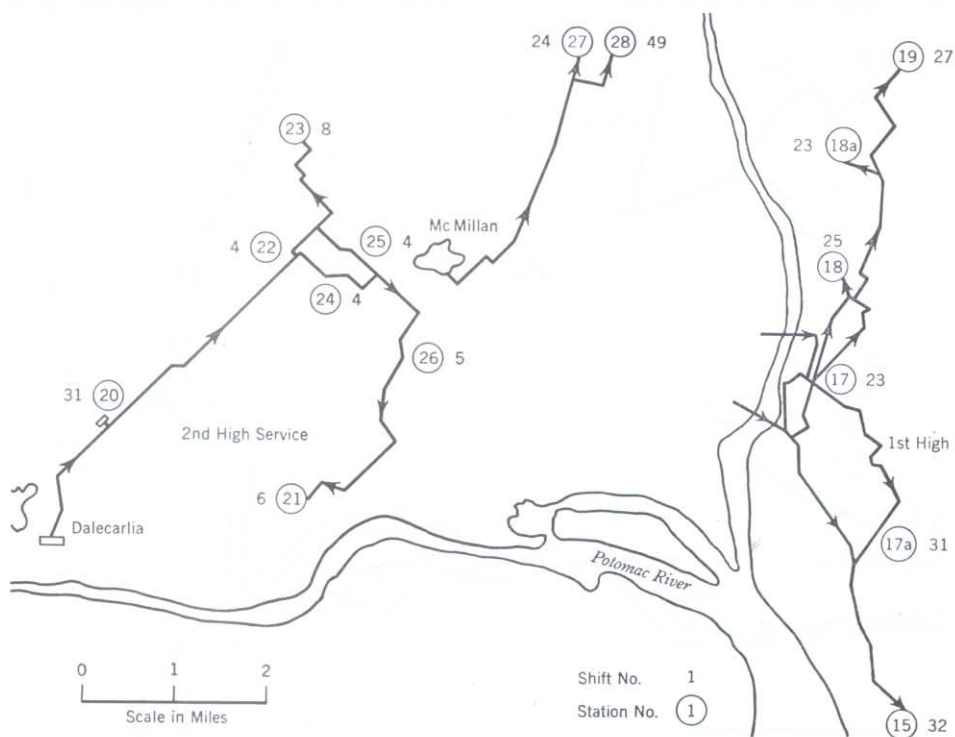 24 27 28 49
19 27
23 8
23 18a
Mc Millan
4 22
25 4
25
18
24 4
26 5
17 23
31 20
2nd High Service
1st High
6 21
Dalecarlia
17a 31
Potomac River
0 1 2
Scale in Miles
Shift No. 1
Station No. 1
15 32